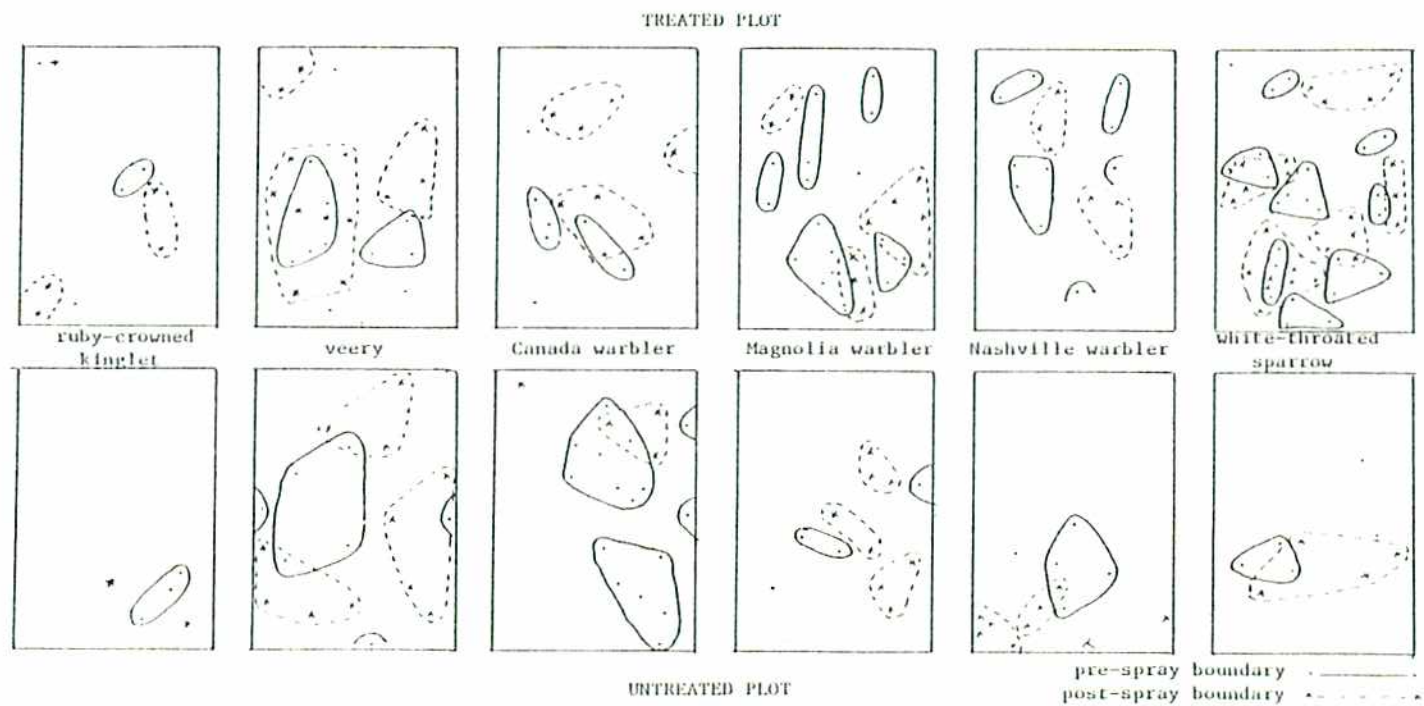 TREATED PLOT
ruby-crowned
kinglet
veery
Canada warbler
Magnolia warbler
Nashville warbler
white-throated
sparrow
UNTREATED PLOT
pre-spray boundary
post-spray boundary